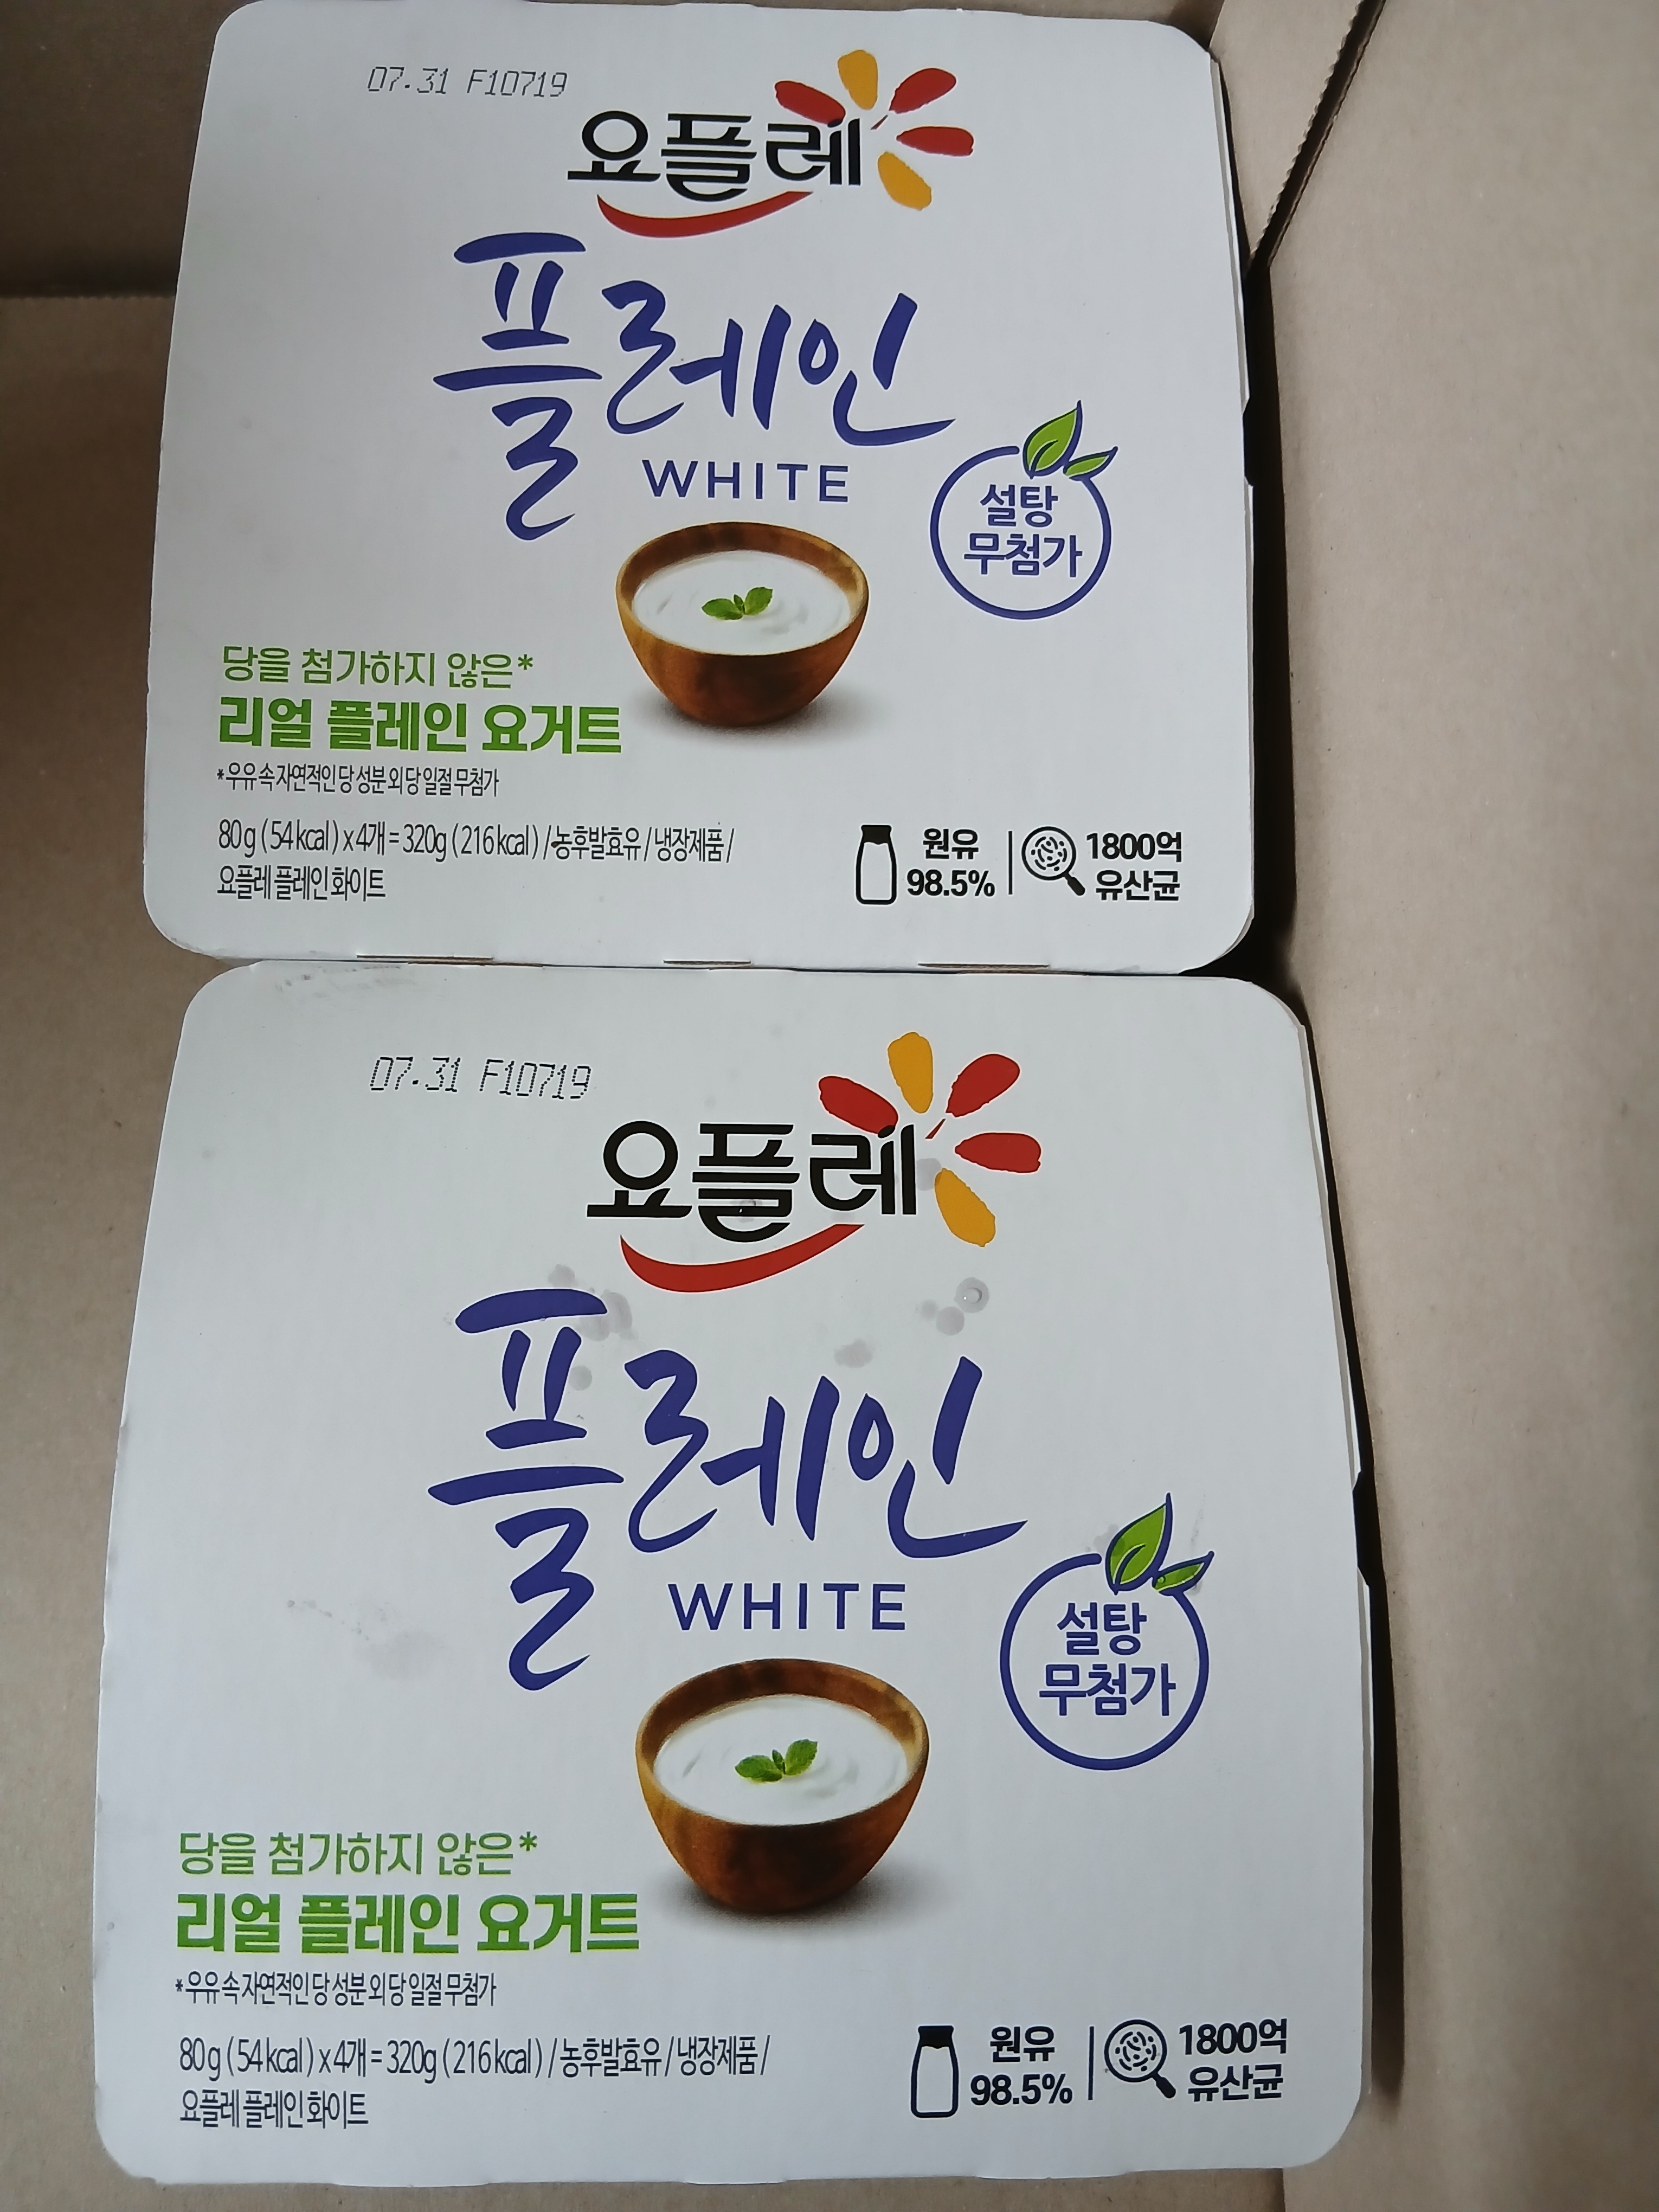 07.31 F10719
요플레
플레인
WHITE
설탕
무첨가
당을 첨가하지 않은*
리얼 플레인 요거트
*우유 속 자연적인 당 성분 외 당 일절 무첨가
80g (54 kcal) x 4개 = 320g (216 kcal) / 농후발효유 / 냉장제품 /
요플레 플레인 화이트
원유
98.5%
1800억
유산균
07.31 F10719
요플레
플레인
WHITE
설탕
무첨가
당을 첨가하지 않은*
리얼 플레인 요거트
*우유 속 자연적인 당 성분 외 당 일절 무첨가
80g (54 kcal) x 4개 = 320g (216 kcal) / 농후발효유 / 냉장제품 /
요플레 플레인 화이트
원유
98.5%
1800억
유산균